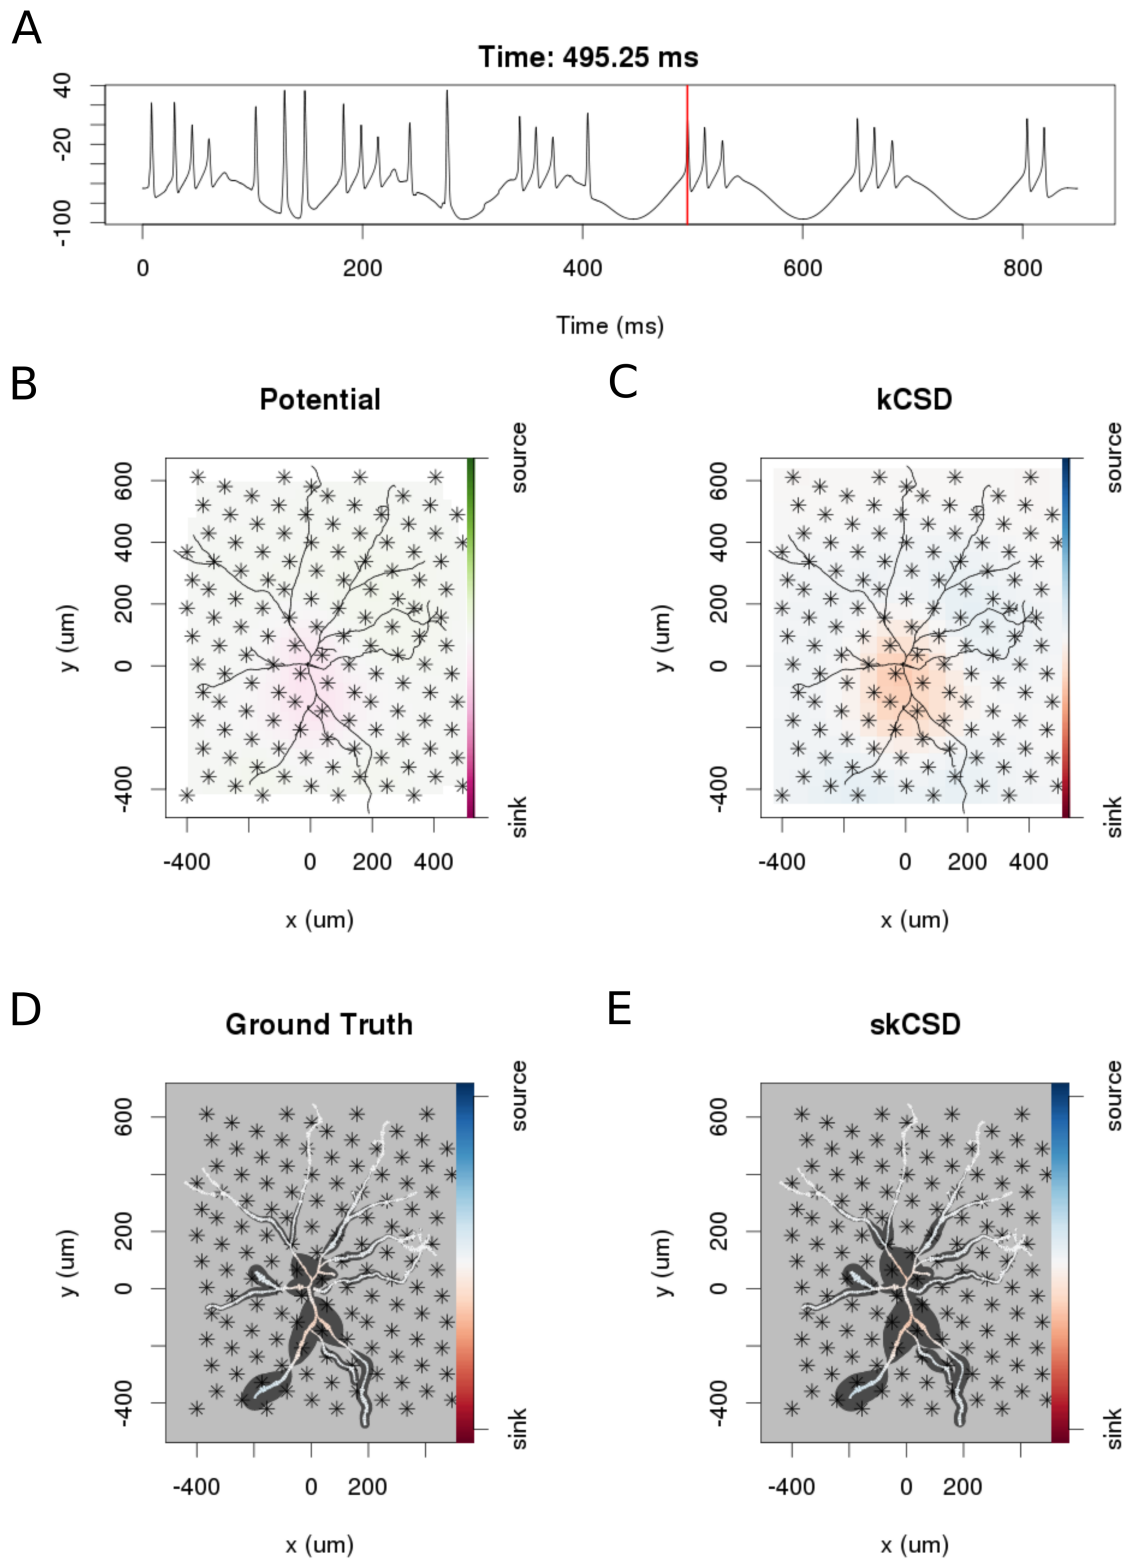 A
Time: 495.25 ms
40
-20
-100
0 200 400 600 800
Time (ms)
B
Potential
source
600
400
200
0
-400
y (um)
sink
-400 0 200 400
x (um)
C
kCSD
source
600
400
200
0
-400
y (um)
sink
-400 0 200 400
x (um)
D
Ground Truth
source
600
200
0
-400
y (um)
sink
-400 0 200
x (um)
E
skCSD
source
600
200
0
-400
y (um)
sink
-400 0 200
x (um)